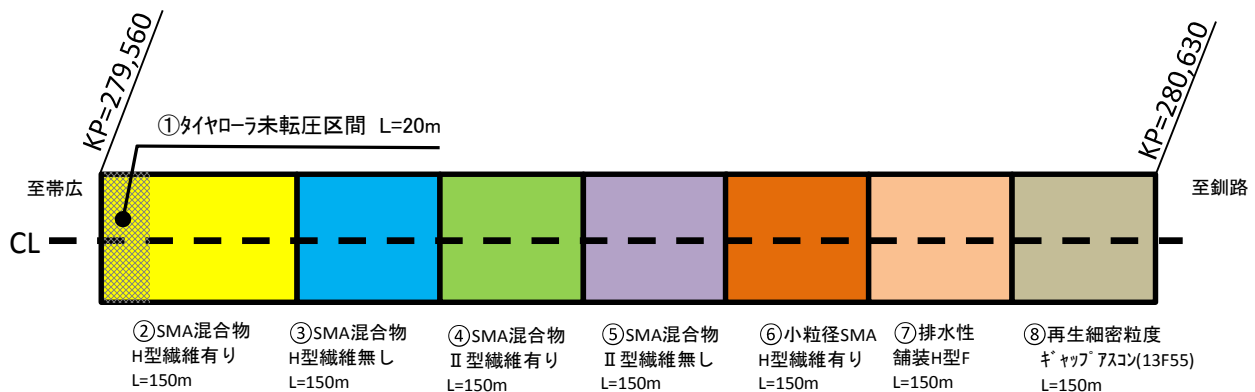 KP=279,560
KP=280,630
①ﾀｲﾔﾛｰﾗ未転圧区間 L=20m
至帯広
至釧路
CL
②SMA混合物
H型繊維有り
L=150m
③SMA混合物
H型繊維無し
L=150m
④SMA混合物
Ⅱ型繊維有り
L=150m
⑤SMA混合物
Ⅱ型繊維無し
L=150m
⑥小粒径SMA
H型繊維有り
L=150m
⑦排水性
舗装H型F
L=150m
⑧再生細密粒度
ｷﾞｬｯﾌﾟｱｽｺﾝ(13F55)
L=150m